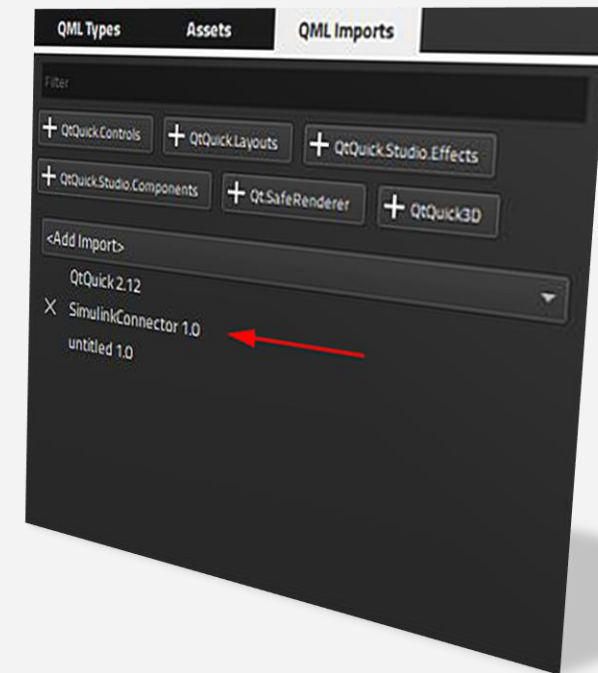 QML Types Assets QML Imports
Filter
+ QtQuick.Controls + QtQuick.Layouts + QtQuick.Studio.Effects
+ QtQuick.Studio.Components + Qt.SafeRenderer + QtQuick3D
<Add Import>
QtQuick 2.12
X SimulinkConnector 1.0
untitled 1.0